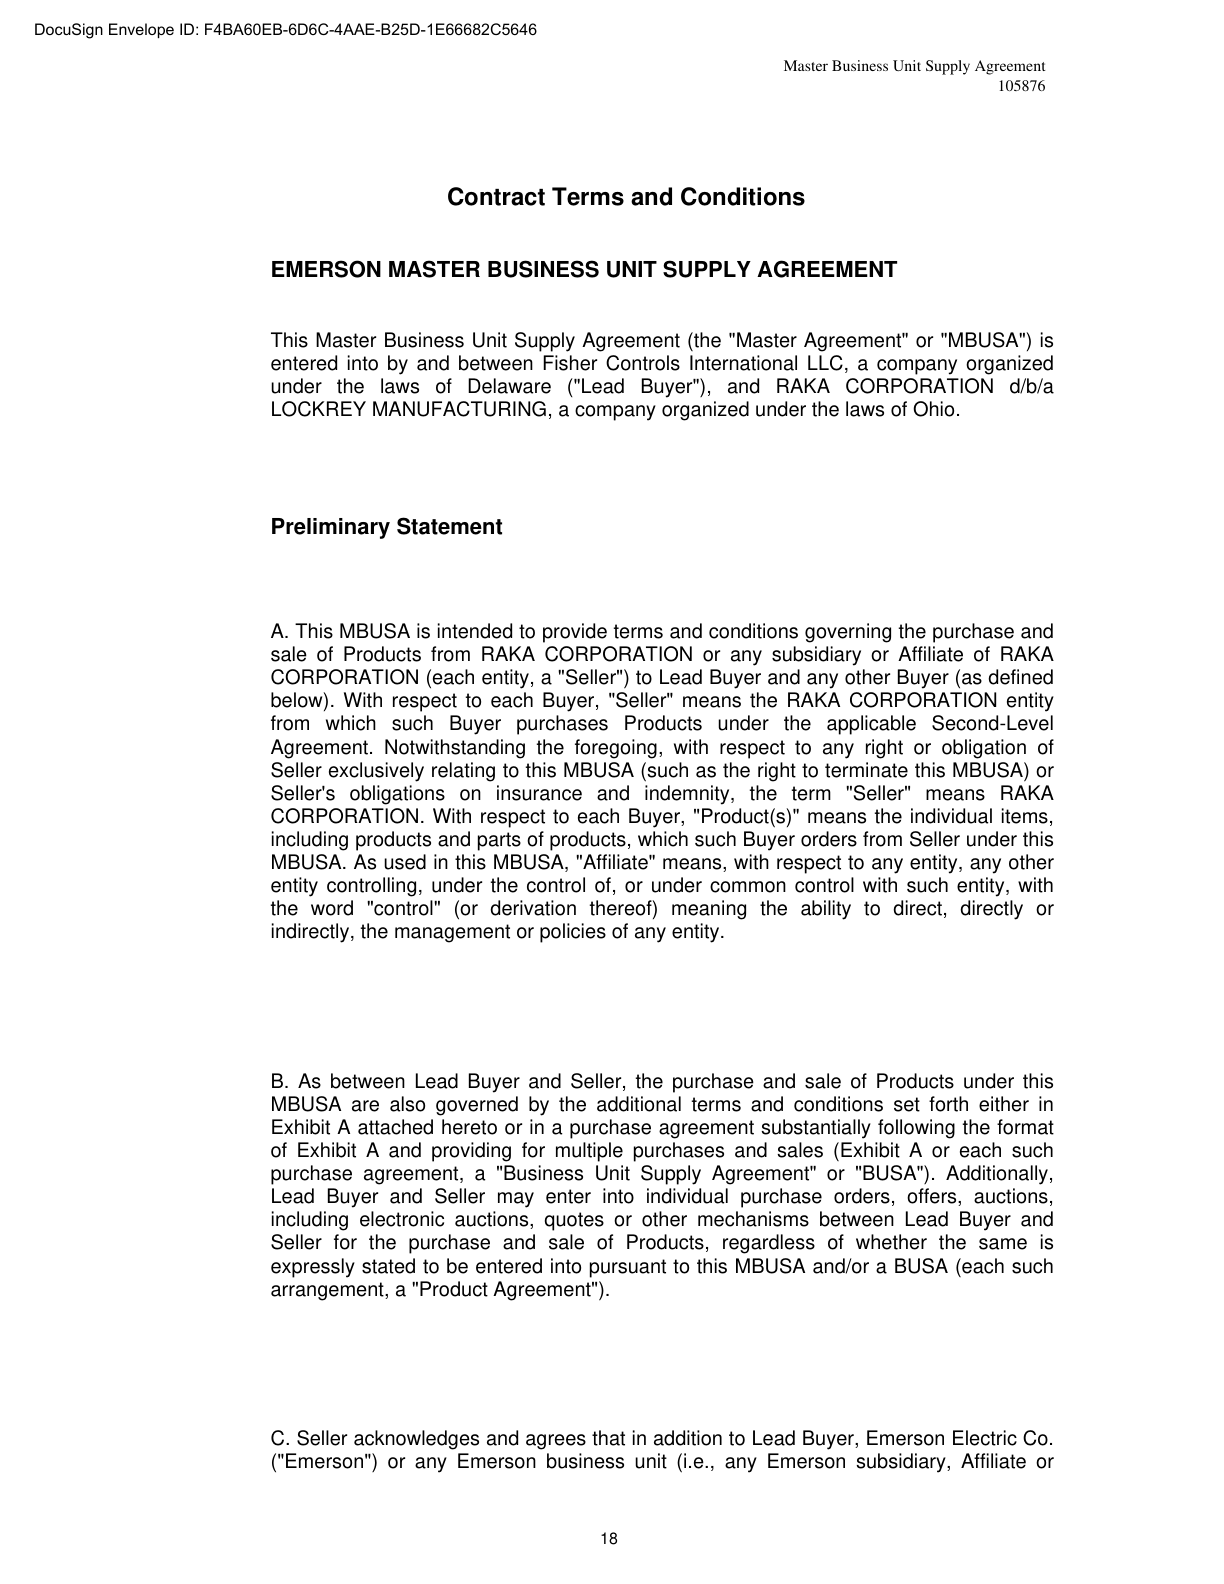 DocuSign Envelope ID: F4BA60EB-6D6C-4AAE-B25D-1E66682C5646
Master Business Unit Supply Agreement
105876
Contract Terms and Conditions
EMERSON MASTER BUSINESS UNIT SUPPLY AGREEMENT
This Master Business Unit Supply Agreement (the "Master Agreement" or "MBUSA") is
entered into by and between Fisher Controls International LLC, a company organized
under the laws of Delaware ("Lead Buyer"), and RAKA CORPORATION d/b/a
LOCKREY MANUFACTURING, a company organized under the laws of Ohio.
Preliminary Statement
A. This MBUSA is intended to provide terms and conditions governing the purchase and
sale of Products from RAKA CORPORATION or any subsidiary or Affiliate of RAKA
CORPORATION (each entity, a "Seller") to Lead Buyer and any other Buyer (as defined
below). With respect to each Buyer, "Seller" means the RAKA CORPORATION entity
from which such Buyer purchases Products under the applicable Second-Level
Agreement. Notwithstanding the foregoing, with respect to any right or obligation of
Seller exclusively relating to this MBUSA (such as the right to terminate this MBUSA) or
Seller's obligations on insurance and indemnity, the term "Seller" means RAKA
CORPORATION. With respect to each Buyer, "Product(s)" means the individual items,
including products and parts of products, which such Buyer orders from Seller under this
MBUSA. As used in this MBUSA, "Affiliate" means, with respect to any entity, any other
entity controlling, under the control of, or under common control with such entity, with
the word "control" (or derivation thereof) meaning the ability to direct, directly or
indirectly, the management or policies of any entity.
B. As between Lead Buyer and Seller, the purchase and sale of Products under this
MBUSA are also governed by the additional terms and conditions set forth either in
Exhibit A attached hereto or in a purchase agreement substantially following the format
of Exhibit A and providing for multiple purchases and sales (Exhibit A or each such
purchase agreement, a "Business Unit Supply Agreement" or "BUSA"). Additionally,
Lead Buyer and Seller may enter into individual purchase orders, offers, auctions,
including electronic auctions, quotes or other mechanisms between Lead Buyer and
Seller for the purchase and sale of Products, regardless of whether the same is
expressly stated to be entered into pursuant to this MBUSA and/or a BUSA (each such
arrangement, a "Product Agreement").
C. Seller acknowledges and agrees that in addition to Lead Buyer, Emerson Electric Co.
("Emerson") or any Emerson business unit (i.e., any Emerson subsidiary, Affiliate or
18